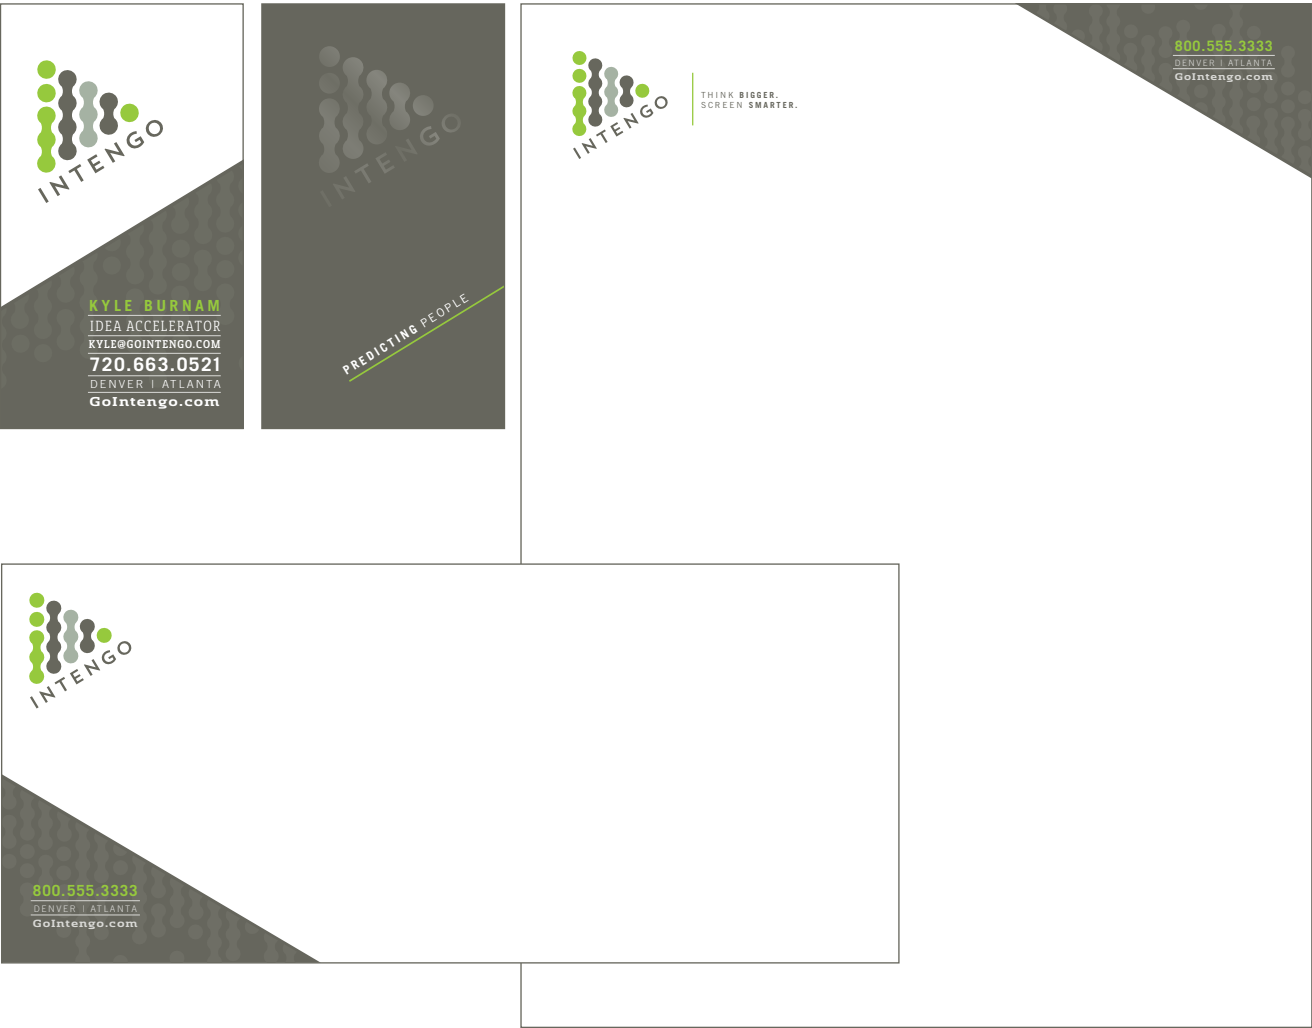 INTENGO
KYLE BURNAM
IDEA ACCELERATOR
KYLE@GOINTENGO.COM
720.663.0521
DENVER | ATLANTA
GoIntengo.com
INTENGO
PREDICTING PEOPLE
INTENGO
THINK BIGGER.
SCREEN SMARTER.
800.555.3333
DENVER | ATLANTA
GoIntengo.com
INTENGO
800.555.3333
DENVER | ATLANTA
GoIntengo.com